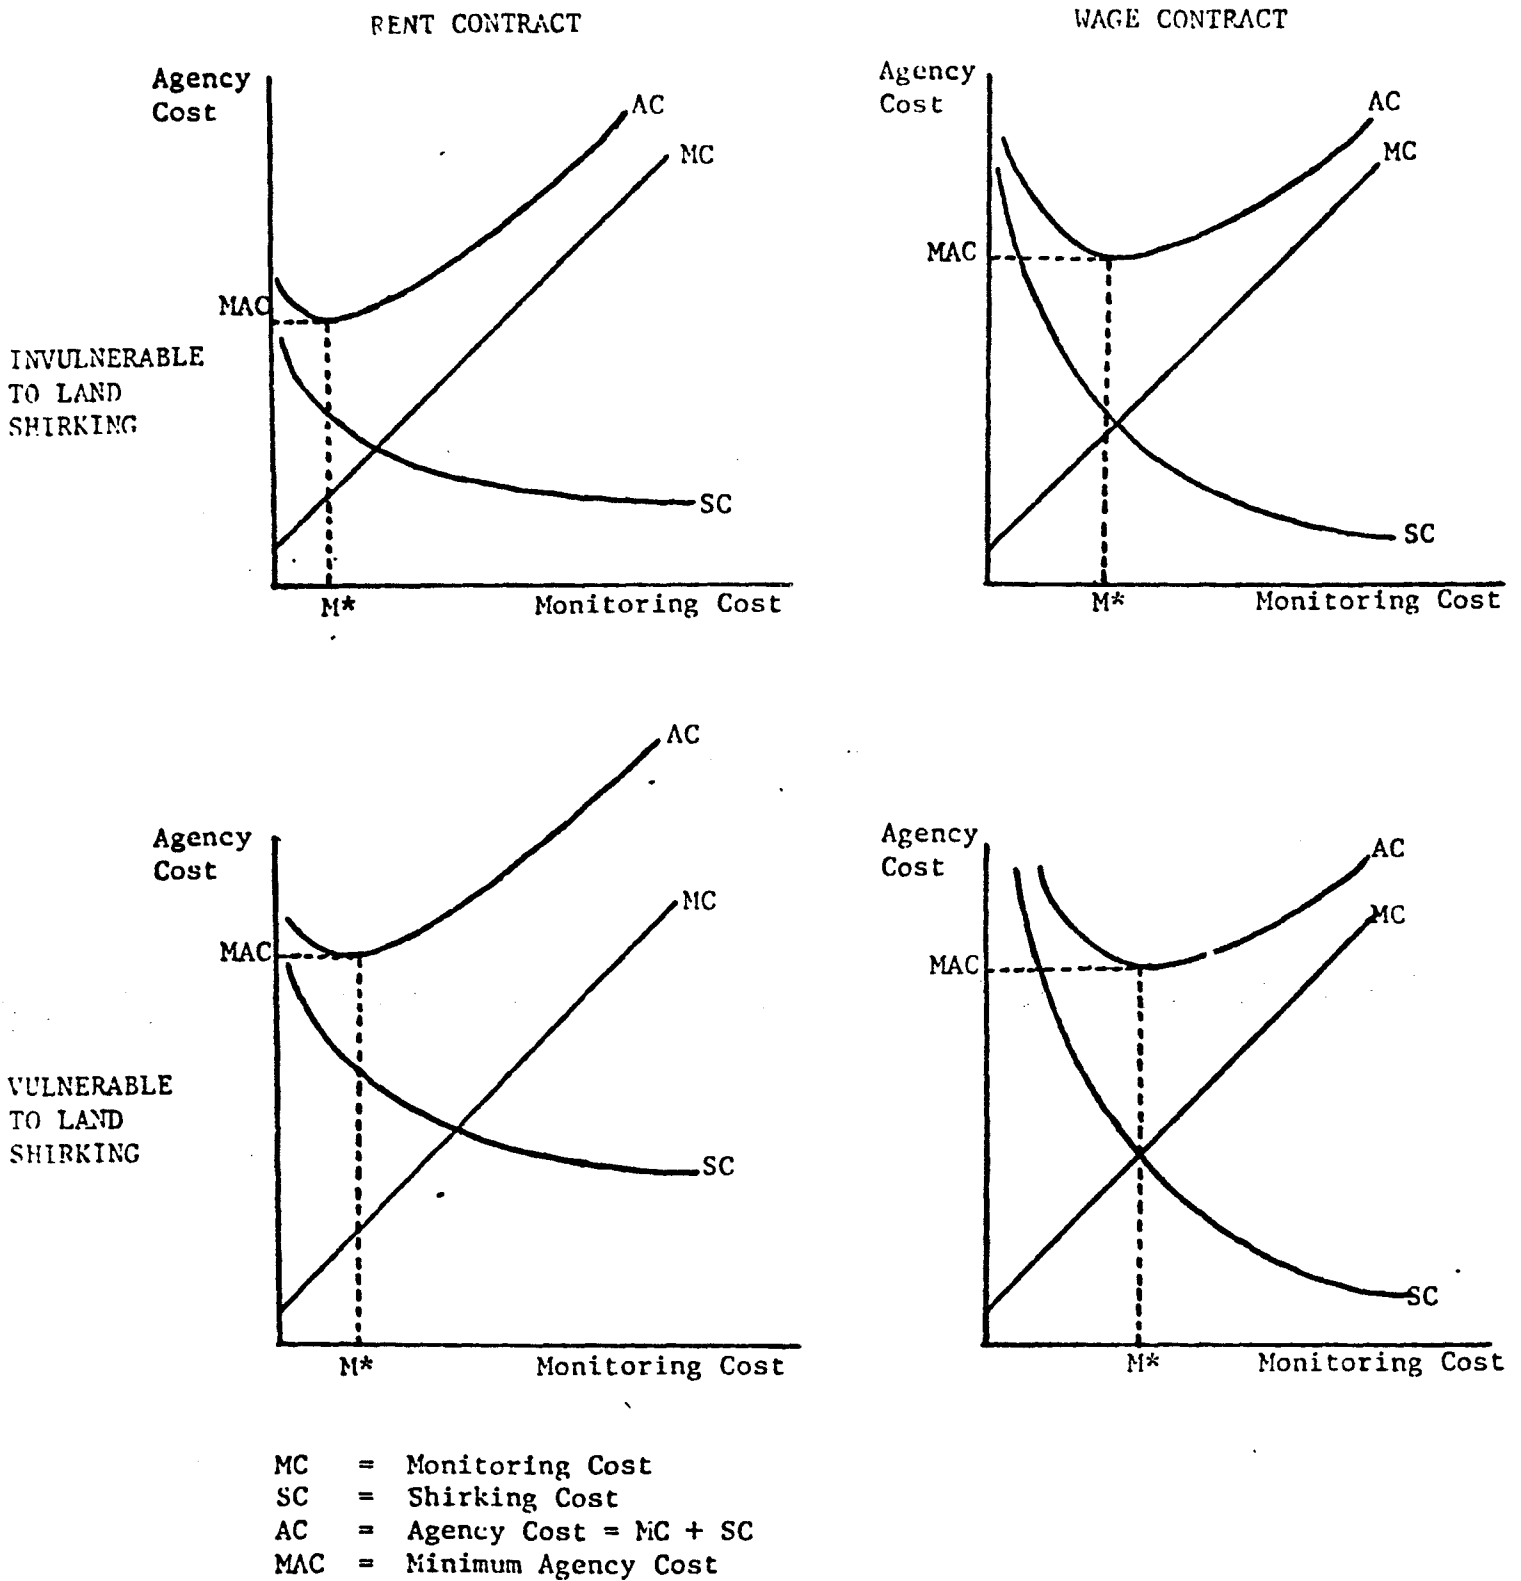 RENT CONTRACT
WAGE CONTRACT
Agency
Cost
AC
MC
MAC
INVULNERABLE
TO LAND
SHIRKING
SC
M*
Monitoring Cost
Agency
Cost
AC
MC
MAC
SC
M*
Monitoring Cost
Agency
Cost
AC
MC
MAC
VULNERABLE
TO LAND
SHIRKING
SC
M*
Monitoring Cost
Agency
Cost
AC
MC
MAC
SC
M*
Monitoring Cost
MC = Monitoring Cost
SC = Shirking Cost
AC = Agency Cost = MC + SC
MAC = Minimum Agency Cost